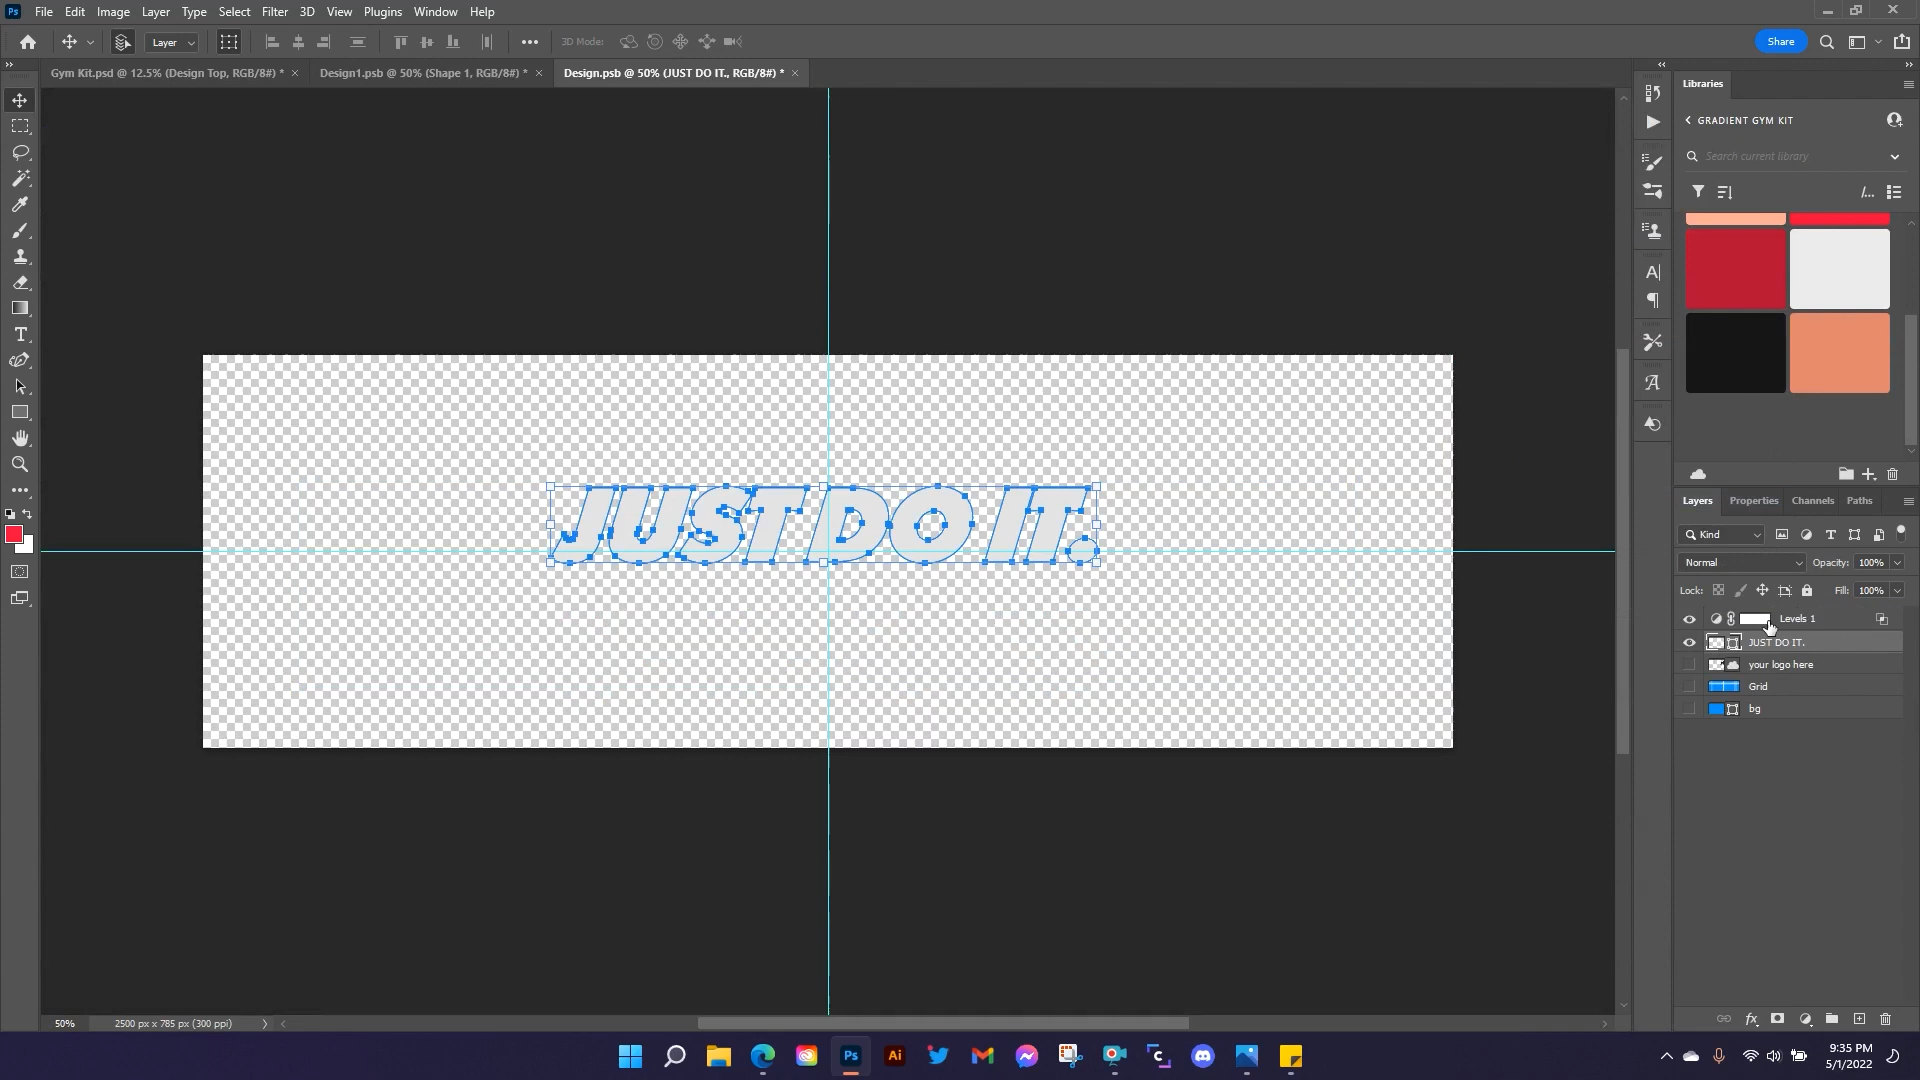 Ps File Edit Image Layer Type Select Filter 3D View Plugins Window Help
Layer 3D Mode: Share
Gym Kit.psd @ 12.5% (Design Top, RGB/8#) * × Design1.psb @ 50% (Shape 1, RGB/8#) * × Design.psb @ 50% (JUST DO IT., RGB/8#) * ×
Libraries
GRADIENT GYM KIT
Search current library
JUST DO IT.
Layers Properties Channels Paths
Kind
Normal Opacity: 100%
Lock: Fill: 100%
Levels 1
JUST DO IT.
your logo here
Grid
bg
50% 2500 px x 785 px (300 ppi)
fx
Ps Ai
9:35 PM
5/1/2022